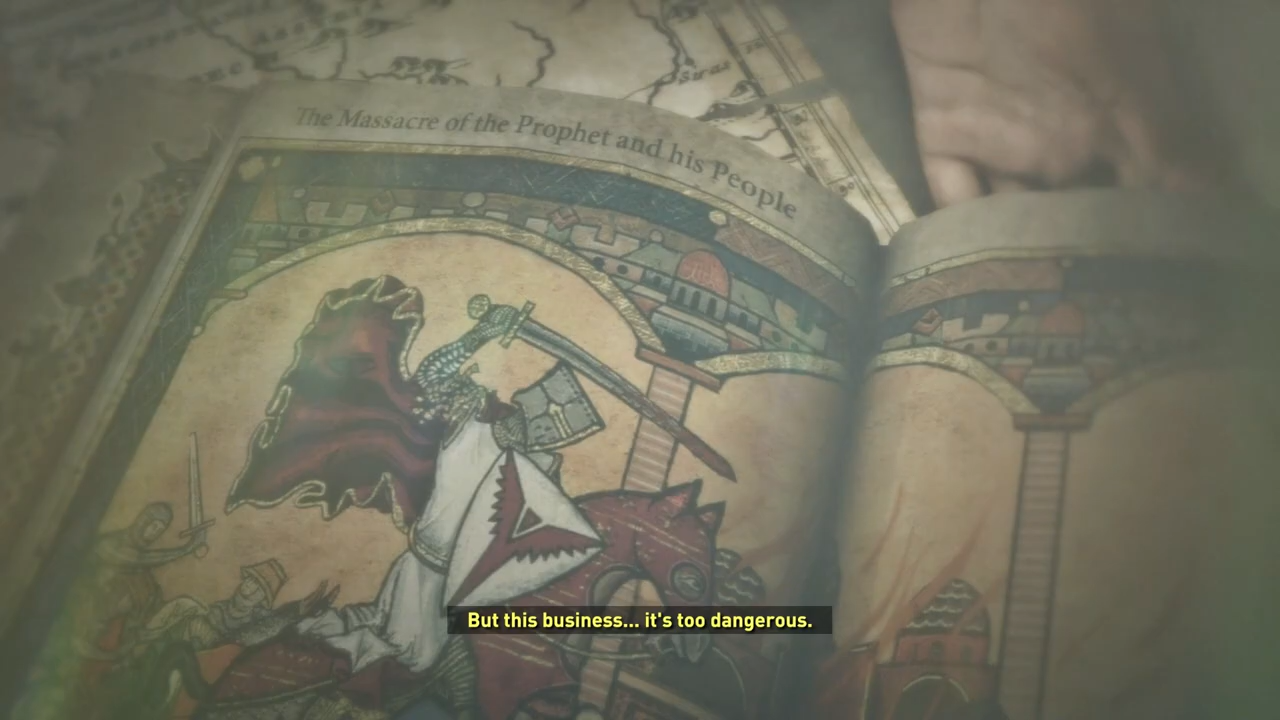 The Massacre of the Prophet and his People
But this business... it's too dangerous.